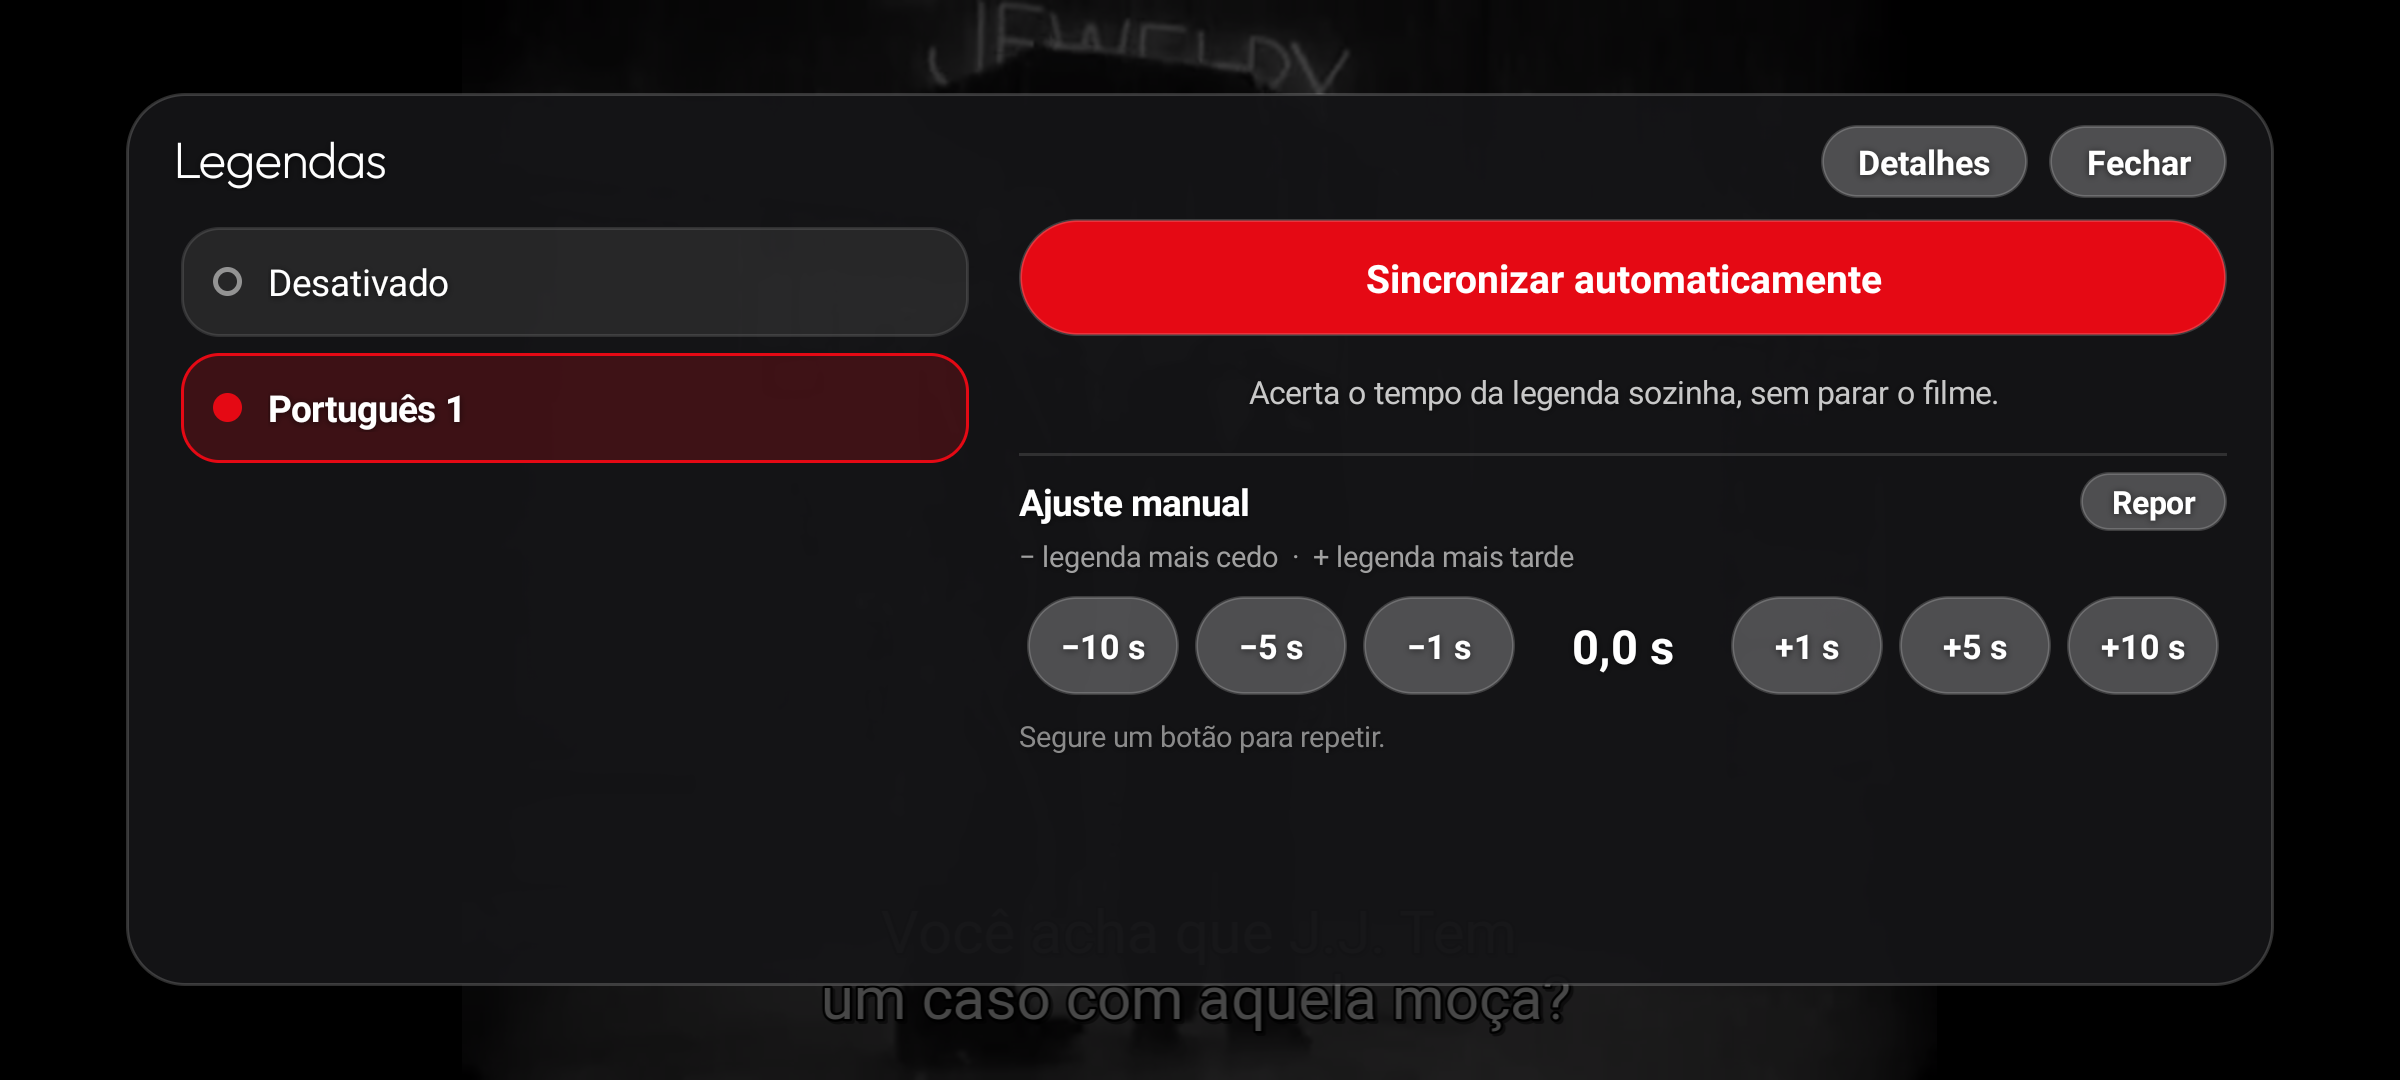 JEWELRY
Legendas
Detalhes
Fechar
Desativado
Português 1
Sincronizar automaticamente
Acerta o tempo da legenda sozinha, sem parar o filme.
Ajuste manual
Repor
− legenda mais cedo · + legenda mais tarde
−10 s
−5 s
−1 s
0,0 s
+1 s
+5 s
+10 s
Segure um botão para repetir.
Você acha que J.J. Tem
um caso com aquela moça?